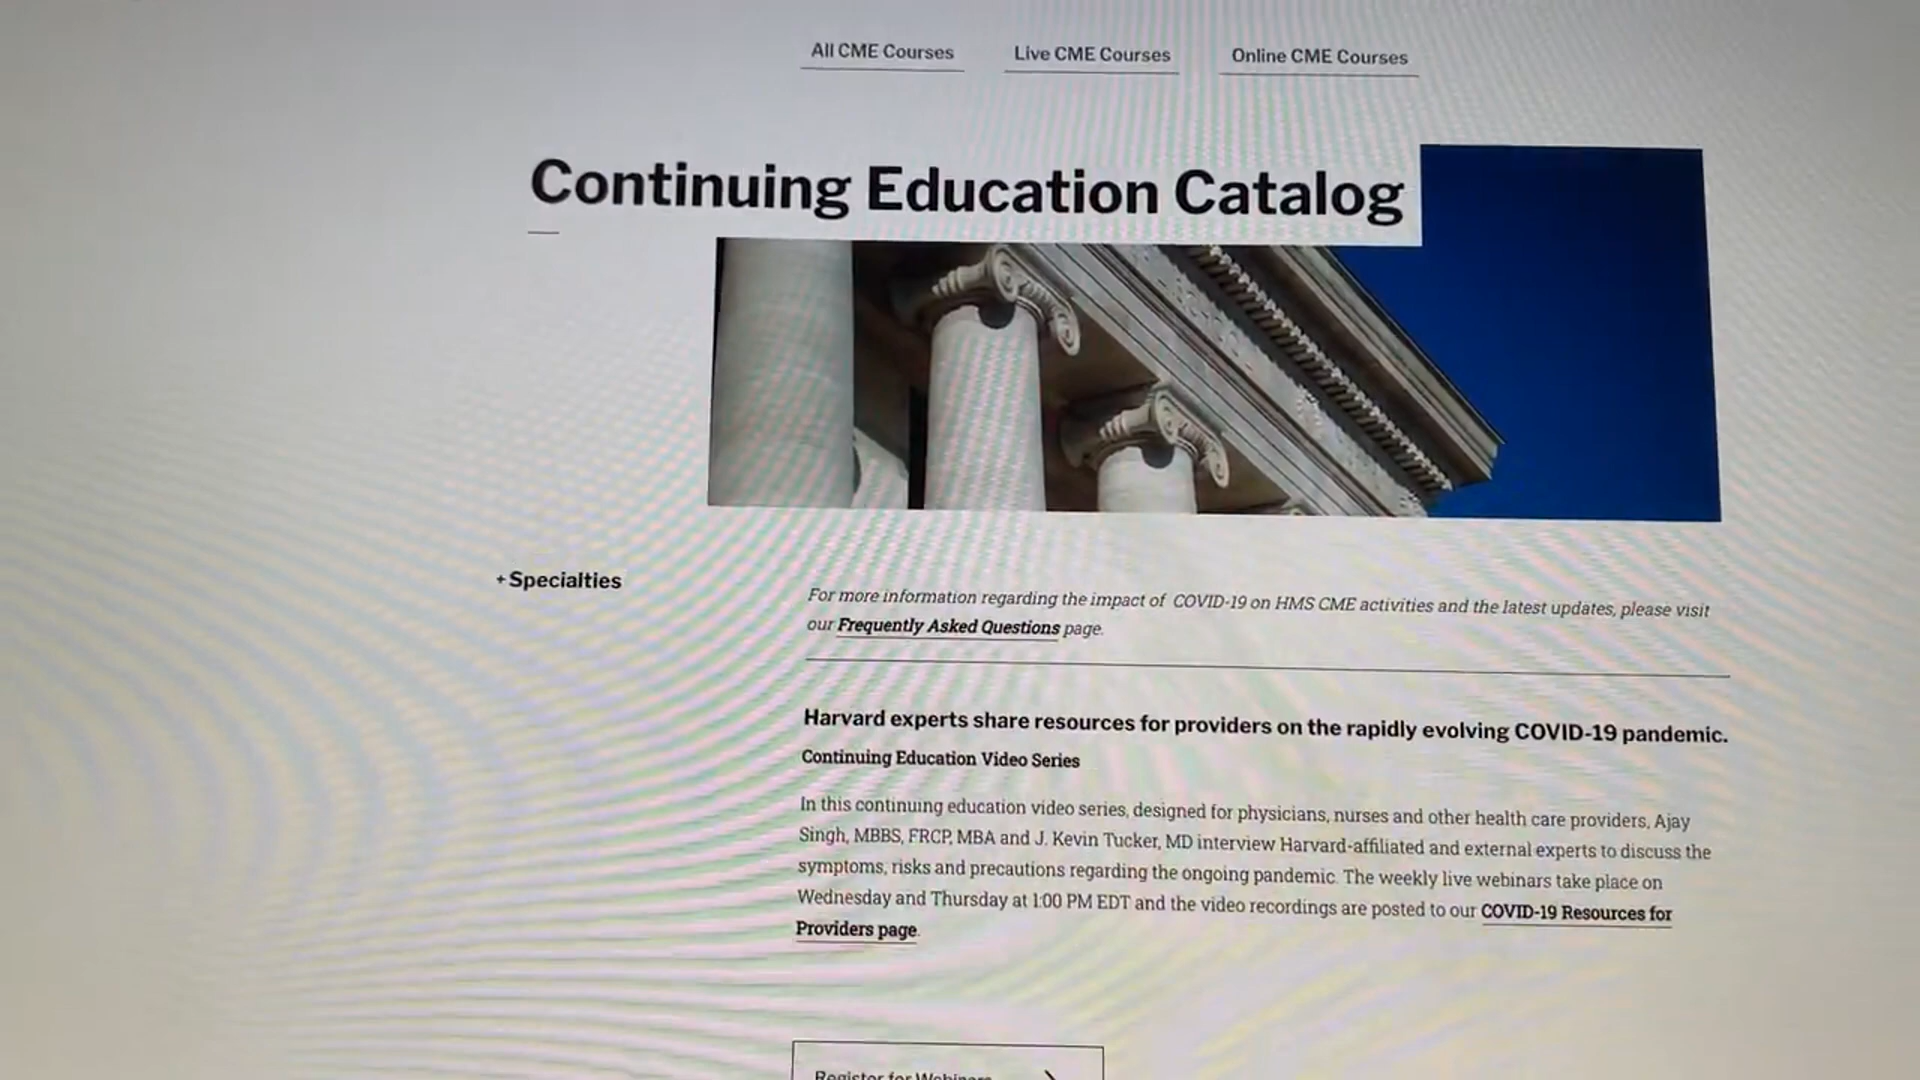 All CME Courses
Live CME Courses
Online CME Courses
Continuing Education Catalog
+ Specialties
For more information regarding the impact of COVID-19 on HMS CME activities and the latest updates, please visit
our Frequently Asked Questions page.
Harvard experts share resources for providers on the rapidly evolving COVID-19 pandemic.
Continuing Education Video Series
In this continuing education video series, designed for physicians, nurses and other health care providers, Ajay
Singh, MBBS, FRCP, MBA and J. Kevin Tucker, MD interview Harvard-affiliated and external experts to discuss the
symptoms, risks and precautions regarding the ongoing pandemic. The weekly live webinars take place on
Wednesday and Thursday at 1:00 PM EDT and the video recordings are posted to our COVID-19 Resources for
Providers page.
Register for Webinars